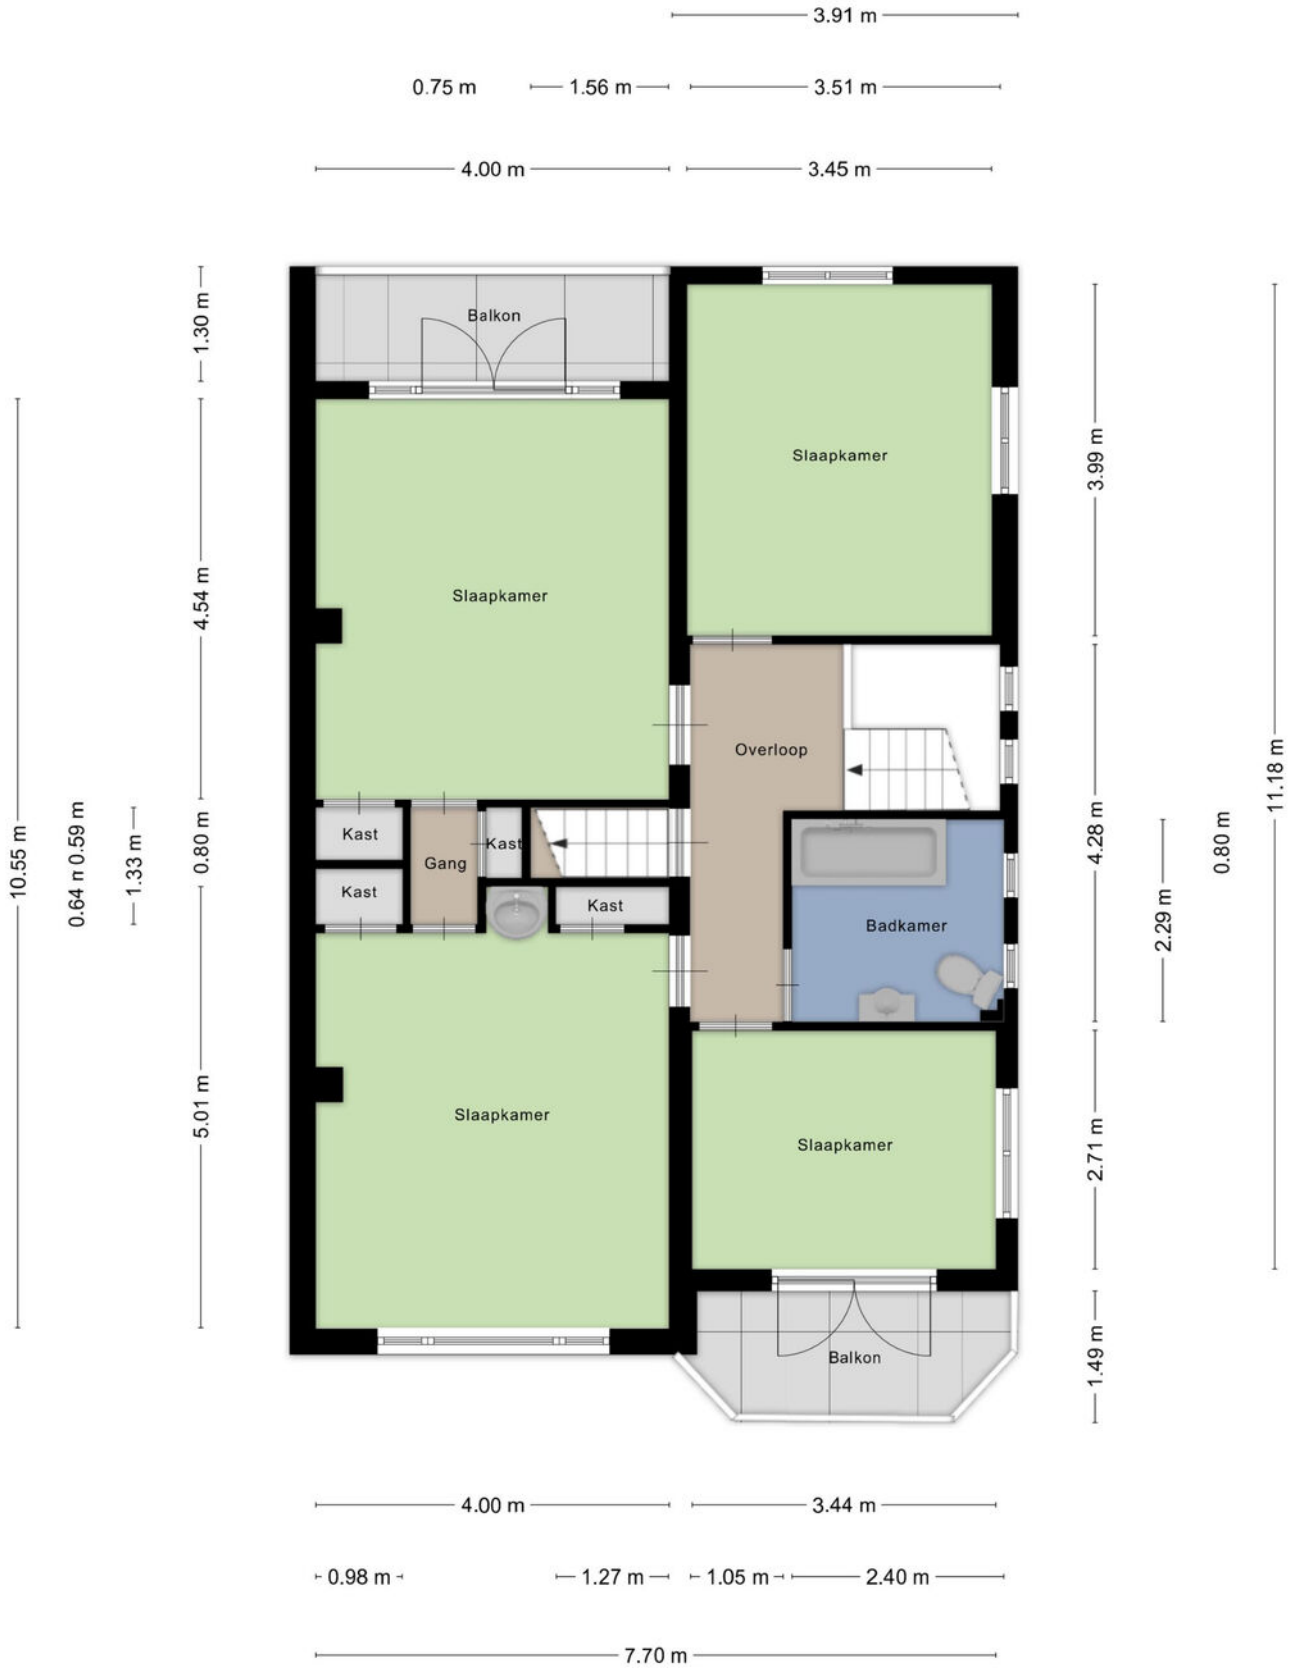 3.91 m
0.75 m
1.56 m
3.51 m
4.00 m
3.45 m
Balkon
1.30 m
Slaapkamer
3.99 m
Slaapkamer
4.54 m
Overloop
11.18 m
Kast
Kast
Gang
Kast
Kast
10.55 m
0.59 m
0.64 m
1.33 m
0.80 m
4.28 m
0.80 m
2.29 m
Badkamer
Slaapkamer
5.01 m
Slaapkamer
2.71 m
Balkon
1.49 m
4.00 m
3.44 m
0.98 m
1.27 m
1.05 m
2.40 m
7.70 m